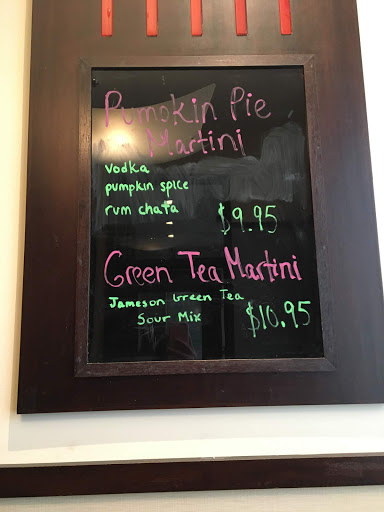 Pumpkin Pie
Martini
vodka
pumpkin spice
rum chata
$9.95
Green Tea Martini
Jameson Green Tea
Sour Mix
$10.95